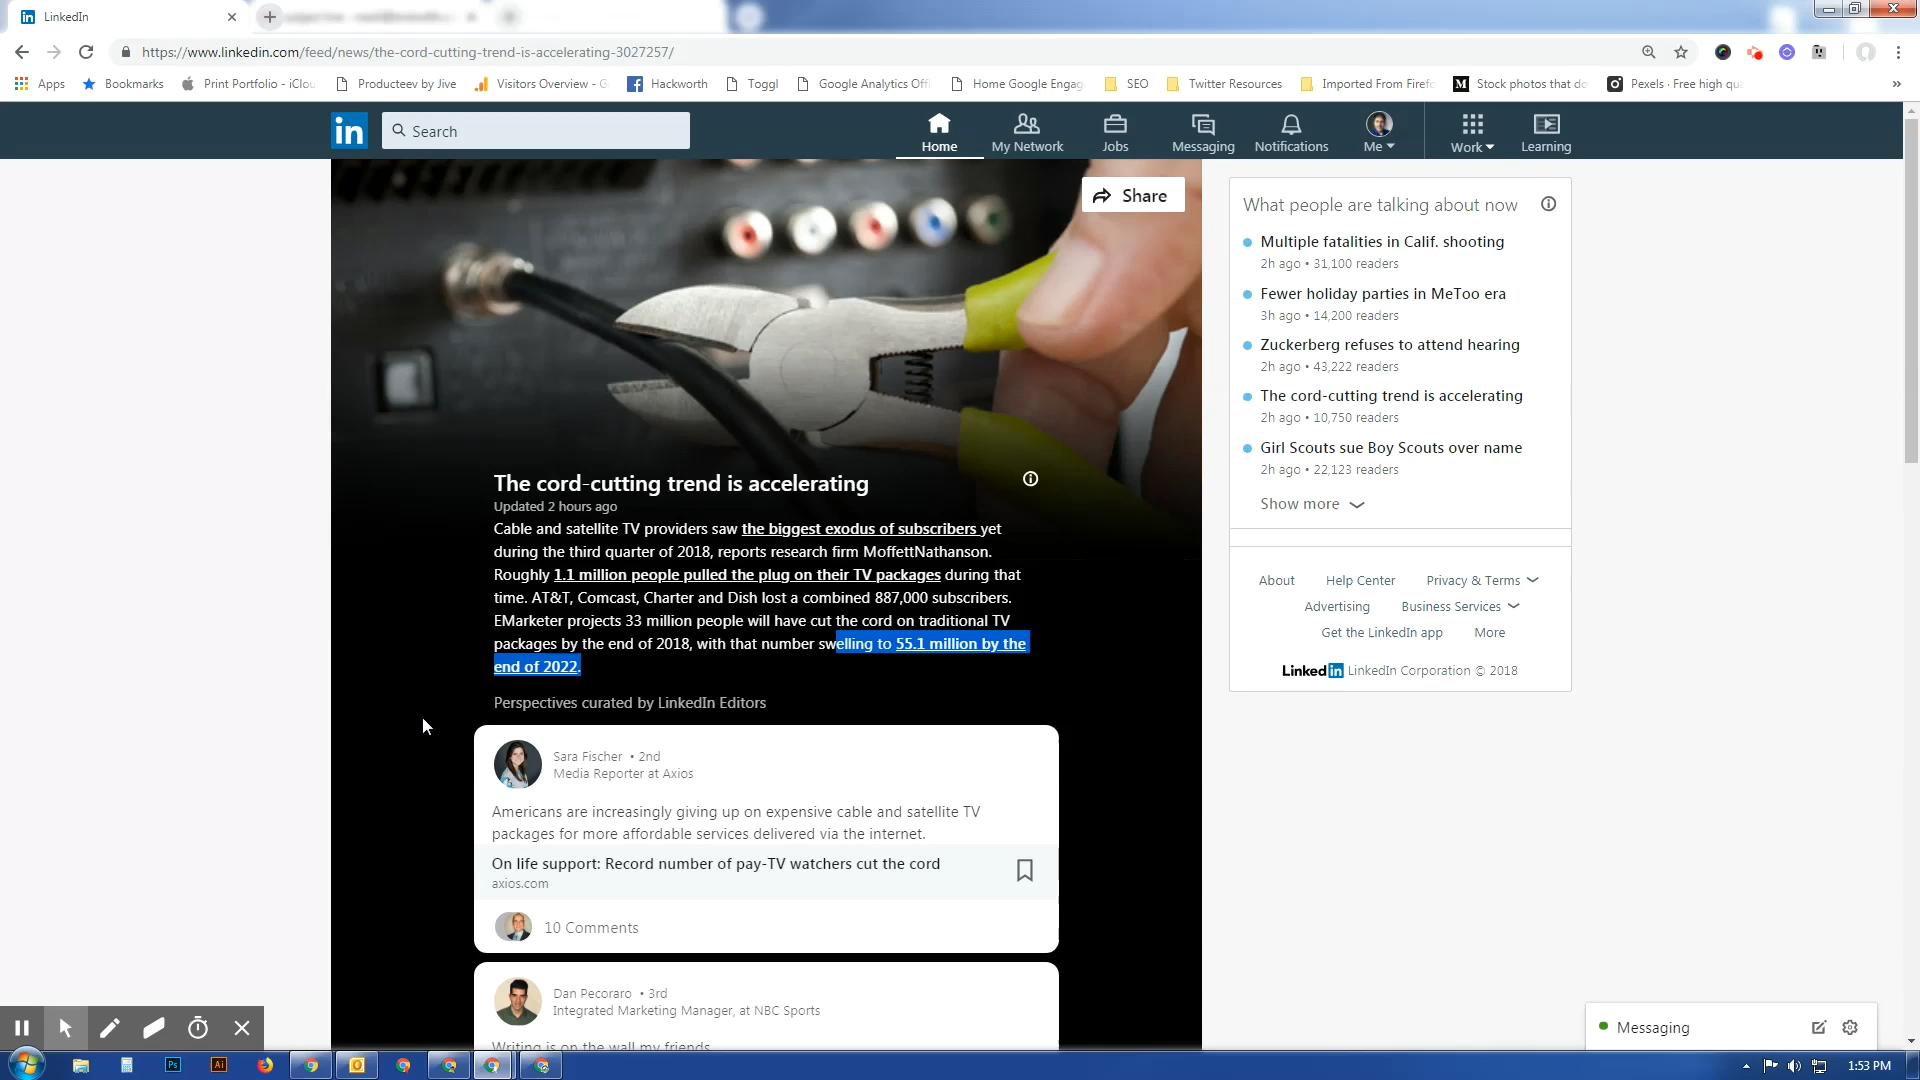 LinkedIn
https://www.linkedin.com/feed/news/the-cord-cutting-trend-is-accelerating-3027257/
Apps
Bookmarks
Print Portfolio - iClou
Producteev by Jive
Visitors Overview - G
Hackworth
Toggl
Google Analytics Offi
Home Google Engag
SEO
Twitter Resources
Imported From Firef
M Stock photos that do
Pexels · Free high qua
»
in
Search
Home
My Network
Jobs
Messaging
Notifications
Me
Work
Learning
Share
The cord-cutting trend is accelerating
Updated 2 hours ago
Cable and satellite TV providers saw the biggest exodus of subscribers yet
during the third quarter of 2018, reports research firm MoffettNathanson.
Roughly 1.1 million people pulled the plug on their TV packages during that
time. AT&T, Comcast, Charter and Dish lost a combined 887,000 subscribers.
EMarketer projects 33 million people will have cut the cord on traditional TV
packages by the end of 2018, with that number swelling to 55.1 million by the
end of 2022.
Perspectives curated by LinkedIn Editors
Sara Fischer • 2nd
Media Reporter at Axios
Americans are increasingly giving up on expensive cable and satellite TV
packages for more affordable services delivered via the internet.
On life support: Record number of pay-TV watchers cut the cord
axios.com
10 Comments
Dan Pecoraro • 3rd
Integrated Marketing Manager, at NBC Sports
Writing is on the wall my friends
What people are talking about now
Multiple fatalities in Calif. shooting
2h ago • 31,100 readers
Fewer holiday parties in MeToo era
3h ago • 14,200 readers
Zuckerberg refuses to attend hearing
2h ago • 43,222 readers
The cord-cutting trend is accelerating
2h ago • 10,750 readers
Girl Scouts sue Boy Scouts over name
2h ago • 22,123 readers
Show more
About Help Center Privacy & Terms
Advertising Business Services
Get the LinkedIn app More
Linked in LinkedIn Corporation © 2018
Messaging
Ps
Ai
1:53 PM